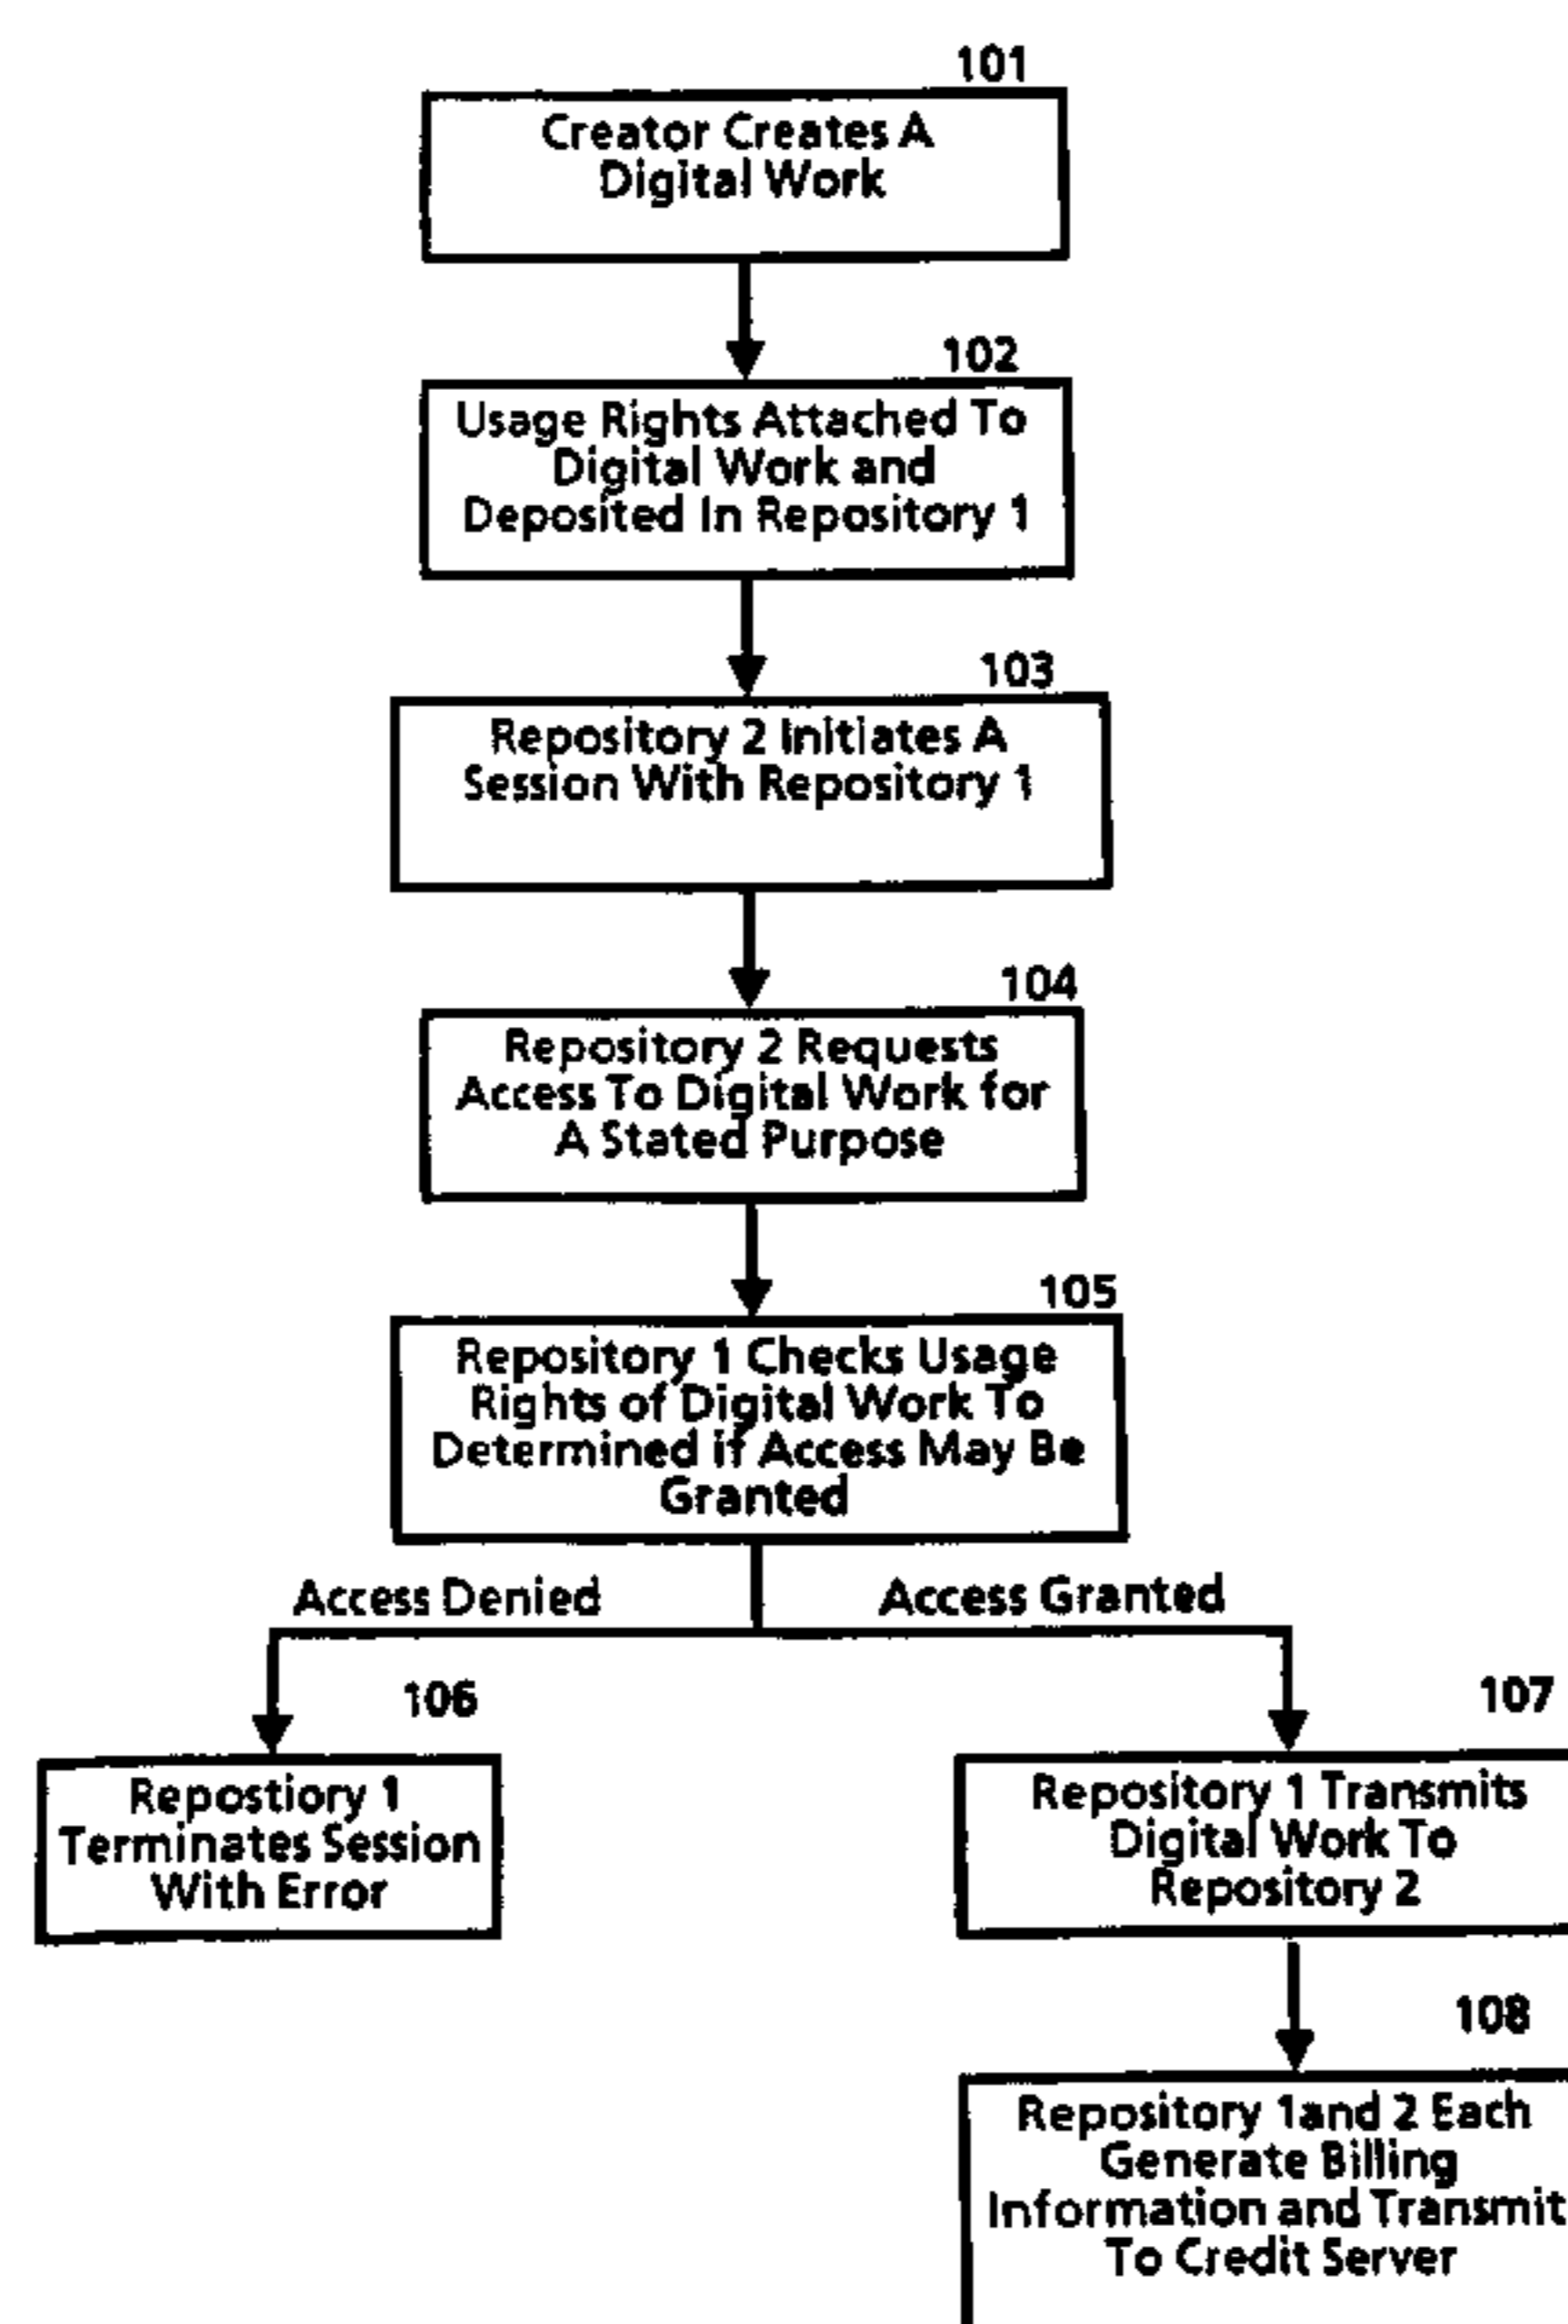 101
Creator Creates A
Digital Work
102
Usage Rights Attached To
Digital Work and
Deposited In Repository 1
103
Repository 2 Initiates A
Session With Repository 1
104
Repository 2 Requests
Access To Digital Work for
A Stated Purpose
105
Repository 1 Checks Usage
Rights of Digital Work To
Determined if Access May Be
Granted
Access Denied
Access Granted
106
Repostiory 1
Terminates Session
With Error
107
Repository 1 Transmits
Digital Work To
Repository 2
108
Repository 1and 2 Each
Generate Billing
Information and Transmit
To Credit Server